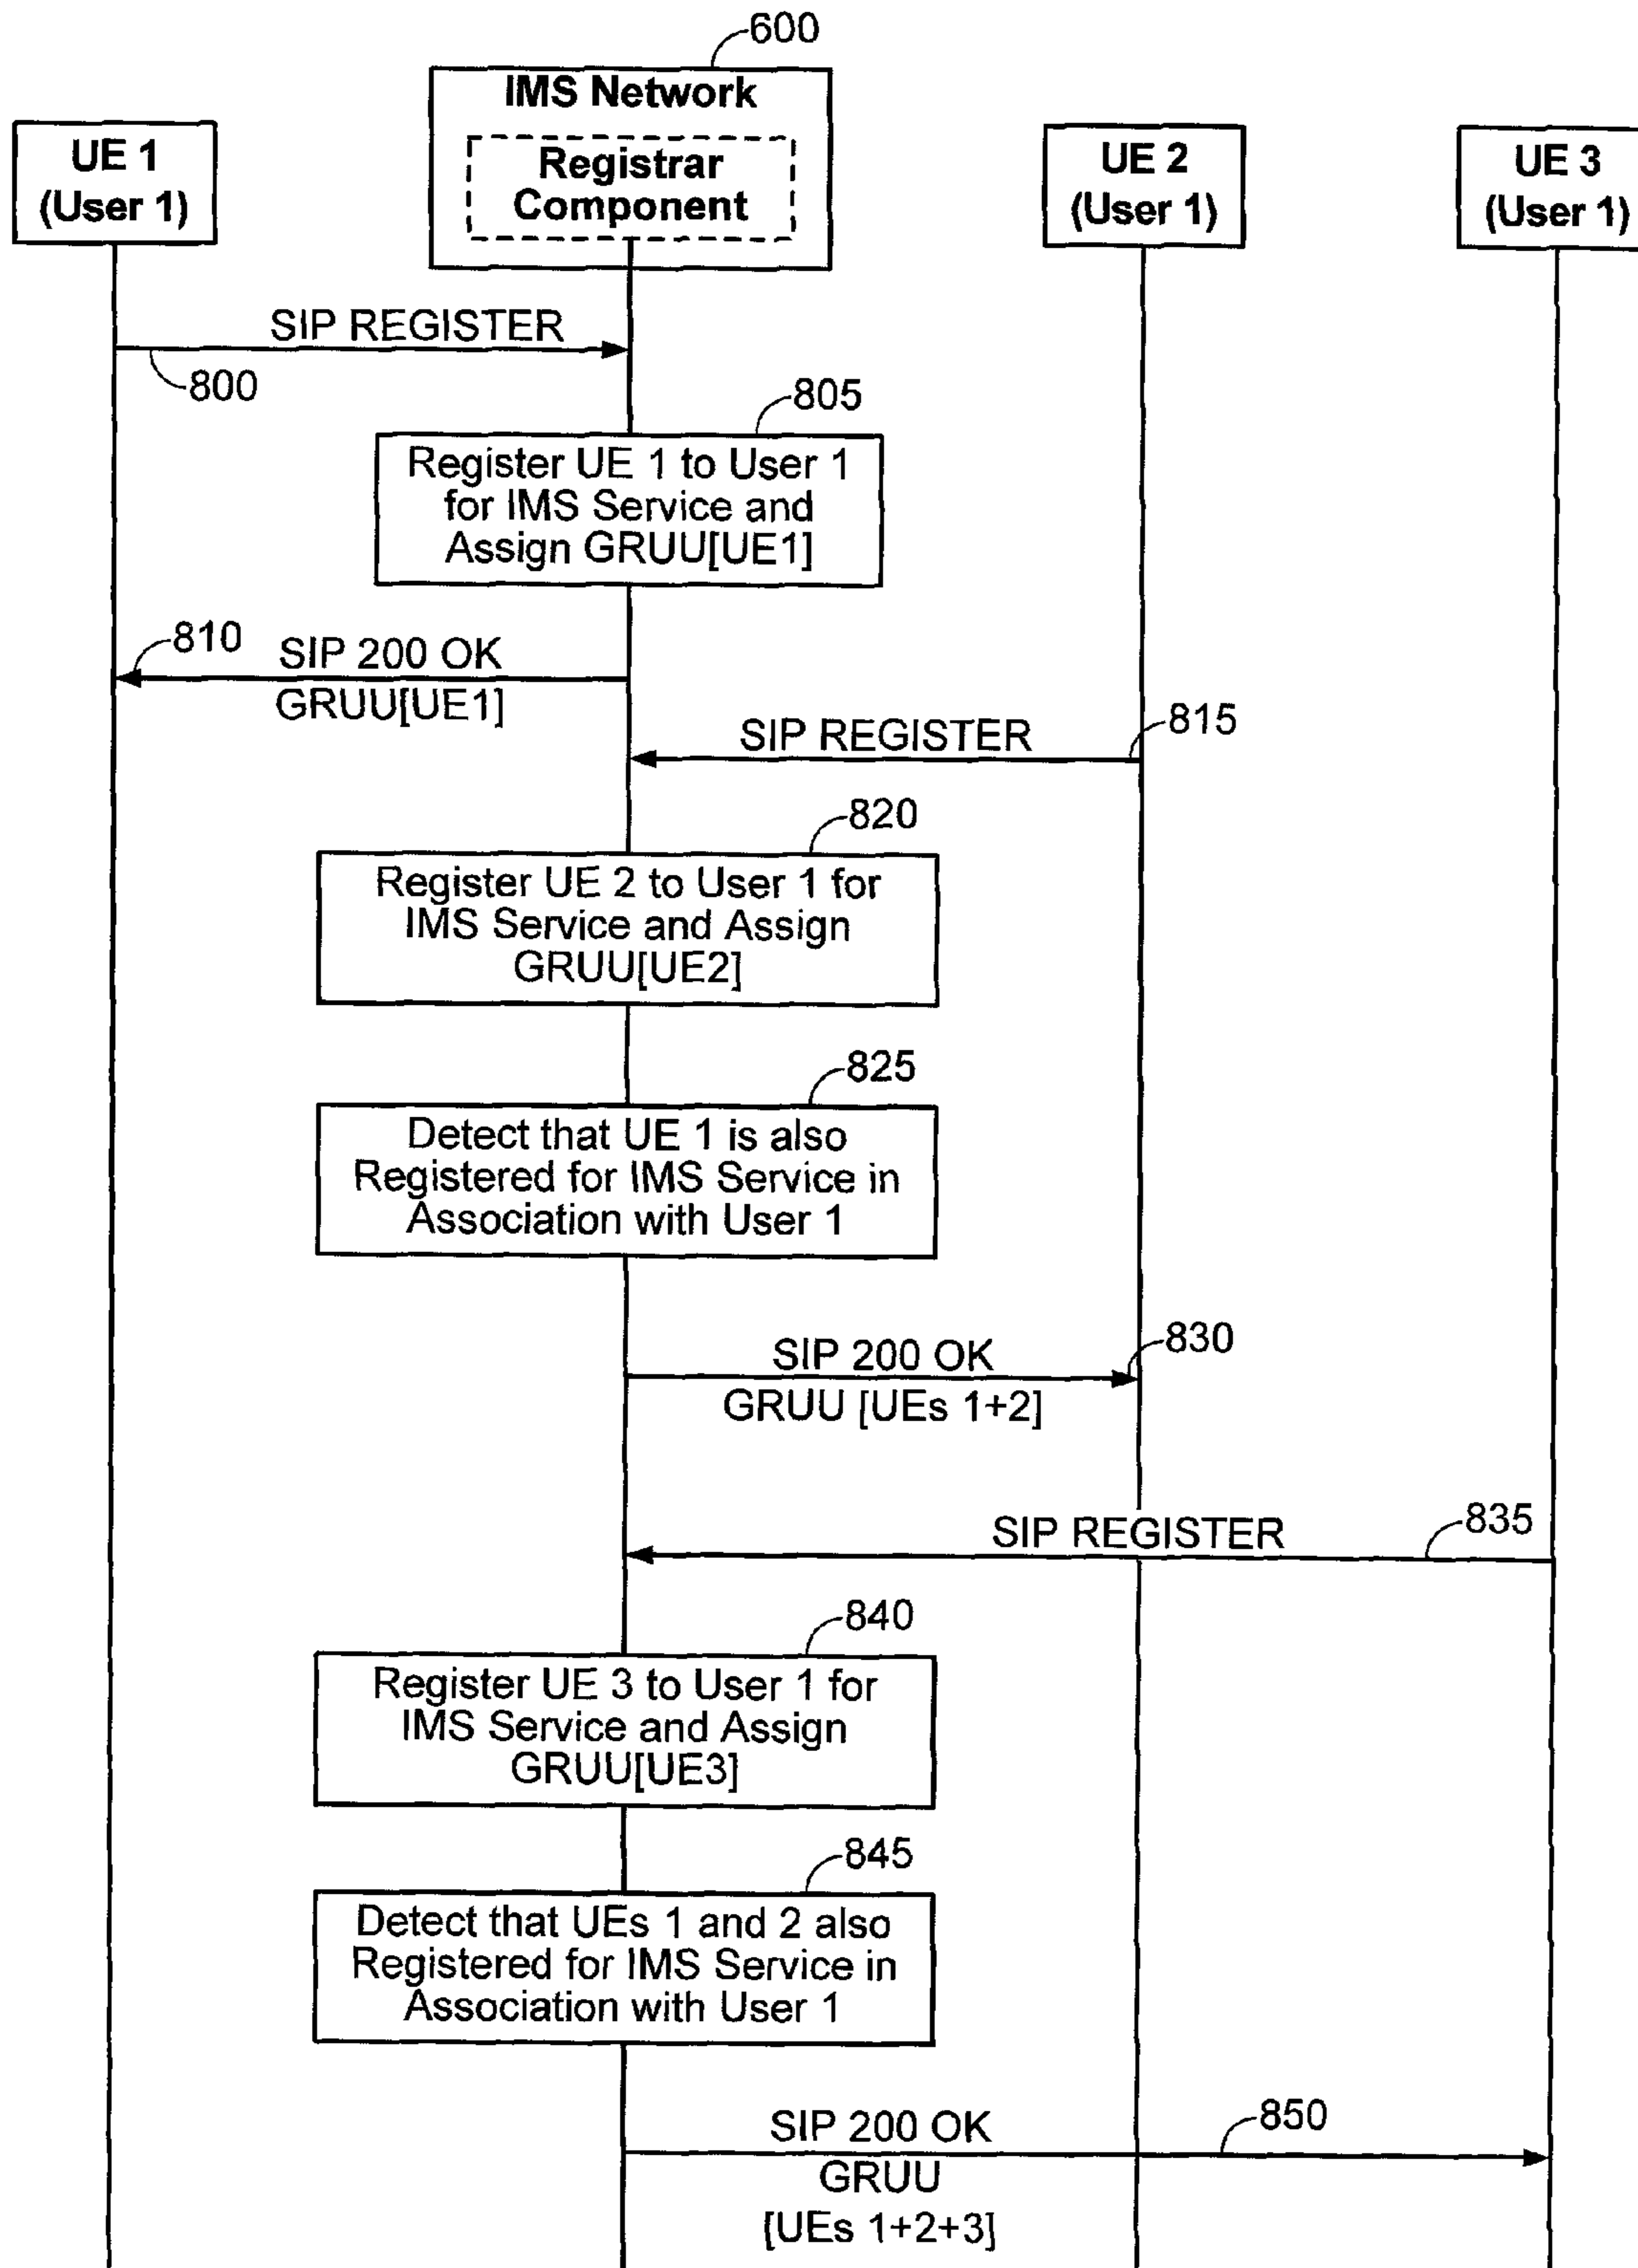 600
IMS Network
Registrar
Component
UE 1
(User 1)
UE 2
(User 1)
UE 3
(User 1)
SIP REGISTER
800
805
Register UE 1 to User 1
for IMS Service and
Assign GRUU[UE1]
810
SIP 200 OK
GRUU[UE1]
SIP REGISTER
815
820
Register UE 2 to User 1 for
IMS Service and Assign
GRUU[UE2]
825
Detect that UE 1 is also
Registered for IMS Service in
Association with User 1
SIP 200 OK
830
GRUU [UEs 1+2]
SIP REGISTER
835
840
Register UE 3 to User 1 for
IMS Service and Assign
GRUU[UE3]
845
Detect that UEs 1 and 2 also
Registered for IMS Service in
Association with User 1
SIP 200 OK
850
GRUU
[UEs 1+2+3]